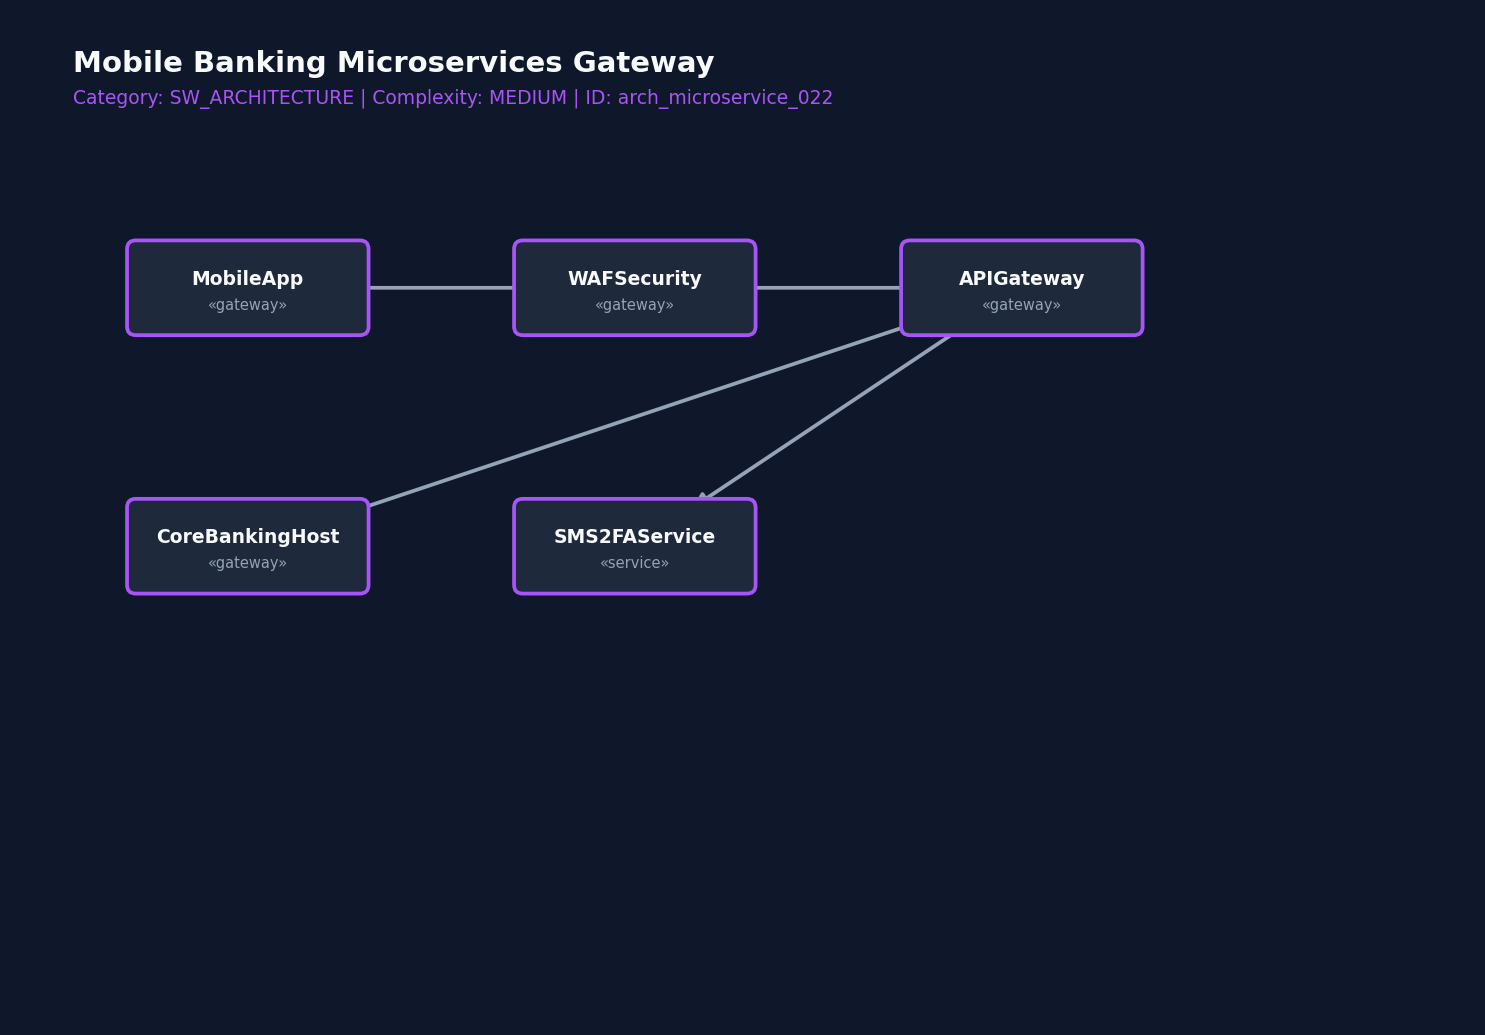 Mobile Banking Microservices Gateway
Category: SW_ARCHITECTURE | Complexity: MEDIUM | ID: arch_microservice_022
MobileApp
«gateway»
WAFSecurity
«gateway»
APIGateway
«gateway»
CoreBankingHost
«gateway»
SMS2FAService
«service»